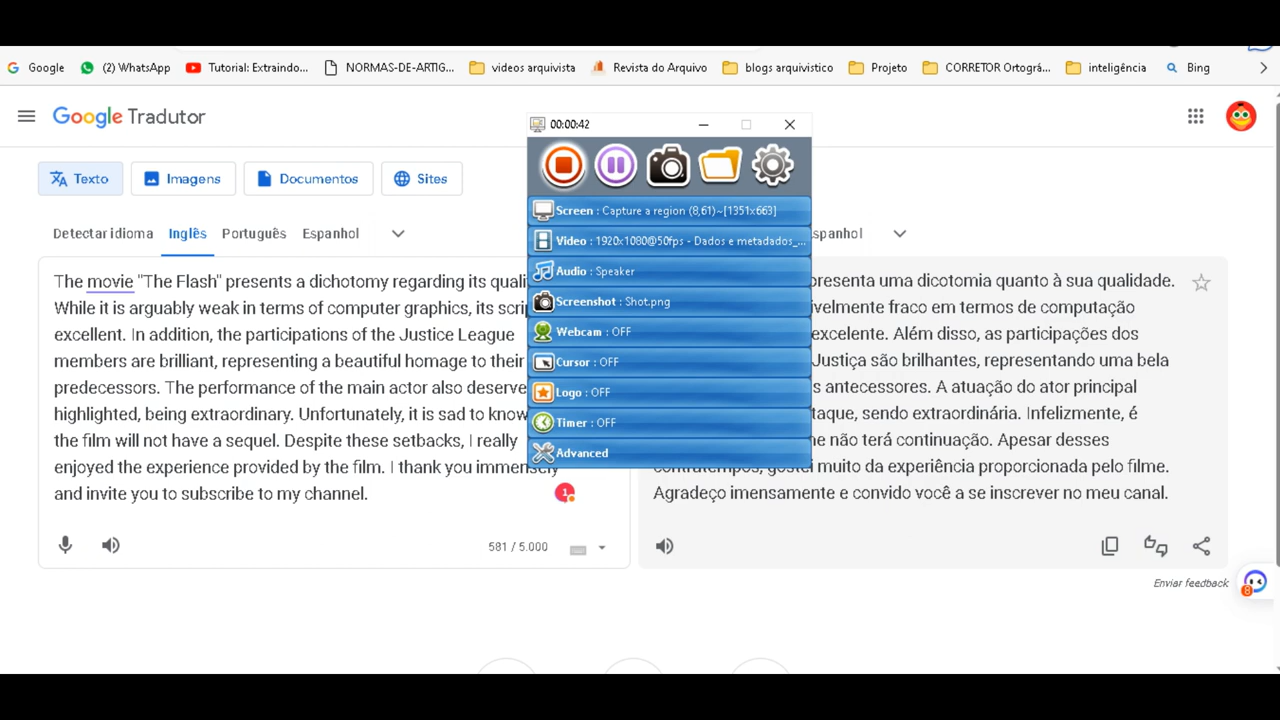 Google
(2) WhatsApp
Tutorial: Extraindo...
NORMAS-DE-ARTIG...
videos arquivista
Revista do Arquivo
blogs arquivistico
Projeto
CORRETOR Ortográ...
inteligência
Bing
Google Tradutor
00:00:42
Texto
Imagens
Documentos
Sites
Screen : Capture a region (8,61)~[1351x663]
Video : 1920x1080@50fps - Dados e metadados_...
Audio : Speaker
Screenshot : Shot.png
Webcam : OFF
Cursor : OFF
Logo : OFF
Timer : OFF
Advanced
Detectar idioma
Inglês
Português
Espanhol
spanhol
The movie "The Flash" presents a dichotomy regarding its quali
While it is arguably weak in terms of computer graphics, its scrip
excellent. In addition, the participations of the Justice League
members are brilliant, representing a beautiful homage to their
predecessors. The performance of the main actor also deserve
highlighted, being extraordinary. Unfortunately, it is sad to know
the film will not have a sequel. Despite these setbacks, I really
enjoyed the experience provided by the film. I thank you immensely
and invite you to subscribe to my channel.
1
581 / 5.000
presenta uma dicotomia quanto à sua qualidade.
ivelmente fraco em termos de computação
excelente. Além disso, as participações dos
Justiça são brilhantes, representando uma bela
s antecessores. A atuação do ator principal
taque, sendo extraordinária. Infelizmente, é
ne não terá continuação. Apesar desses
contratempos, gostei muito da experiência proporcionada pelo filme.
Agradeço imensamente e convido você a se inscrever no meu canal.
Enviar feedback
8